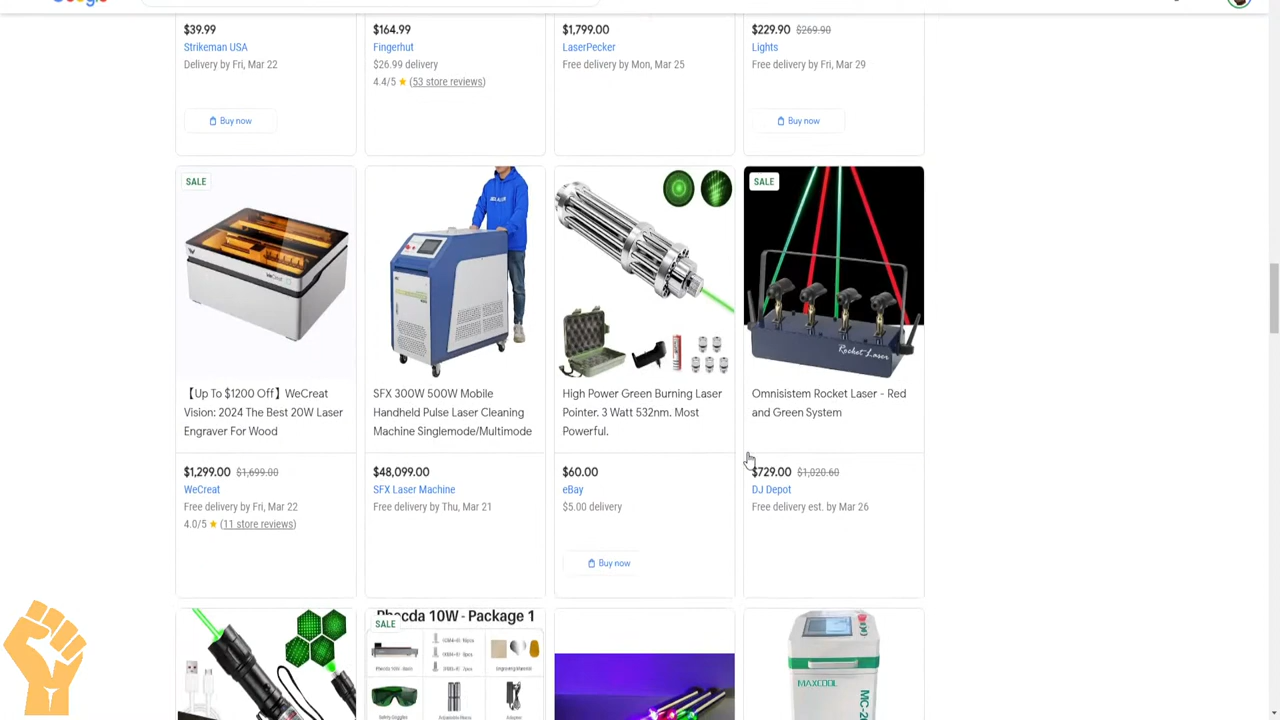 Google
$39.99
Strikeman USA
Delivery by Fri, Mar 22
Buy now
$164.99
Fingerhut
$26.99 delivery
4.4/5 ★ (53 store reviews)
$1,799.00
LaserPecker
Free delivery by Mon, Mar 25
$229.90 $269.90
Lights
Free delivery by Fri, Mar 29
Buy now
SALE
【Up To $1200 Off】WeCreat
Vision: 2024 The Best 20W Laser
Engraver For Wood
$1,299.00 $1,699.00
WeCreat
Free delivery by Fri, Mar 22
4.0/5 ★ (11 store reviews)
SFX 300W 500W Mobile
Handheld Pulse Laser Cleaning
Machine Singlemode/Multimode
$48,099.00
SFX Laser Machine
Free delivery by Thu, Mar 21
High Power Green Burning Laser
Pointer. 3 Watt 532nm. Most
Powerful.
$60.00
eBay
$5.00 delivery
Buy now
SALE
Rocket Laser
Omnisistem Rocket Laser - Red
and Green System
$729.00 $1,020.60
DJ Depot
Free delivery est. by Mar 26
Phecda 10W - Package 1
SALE
Safety Goggles
Adapter
MAXCOOL